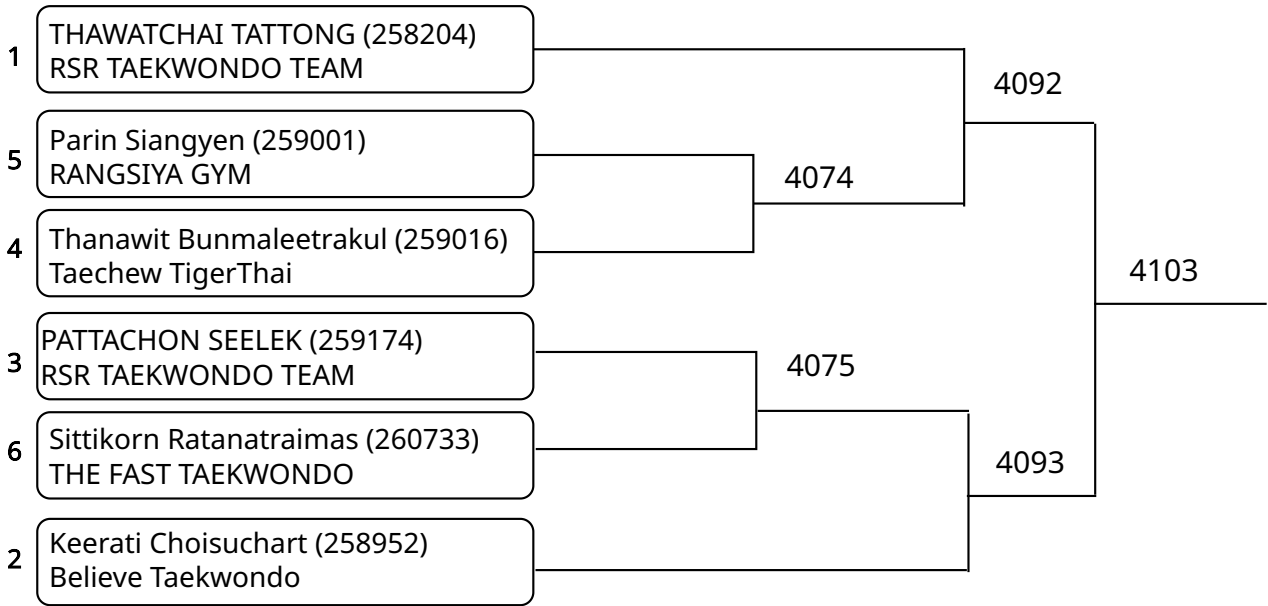 1
THAWATCHAI TATTONG (258204)
RSR TAEKWONDO TEAM
4092
5
Parin Siangyen (259001)
RANGSIYA GYM
4074
4
Thanawit Bunmaleetrakul (259016)
Taechew TigerThai
4103
3
PATTACHON SEELEK (259174)
RSR TAEKWONDO TEAM
4075
6
Sittikorn Ratanatraimas (260733)
THE FAST TAEKWONDO
4093
2
Keerati Choisuchart (258952)
Believe Taekwondo